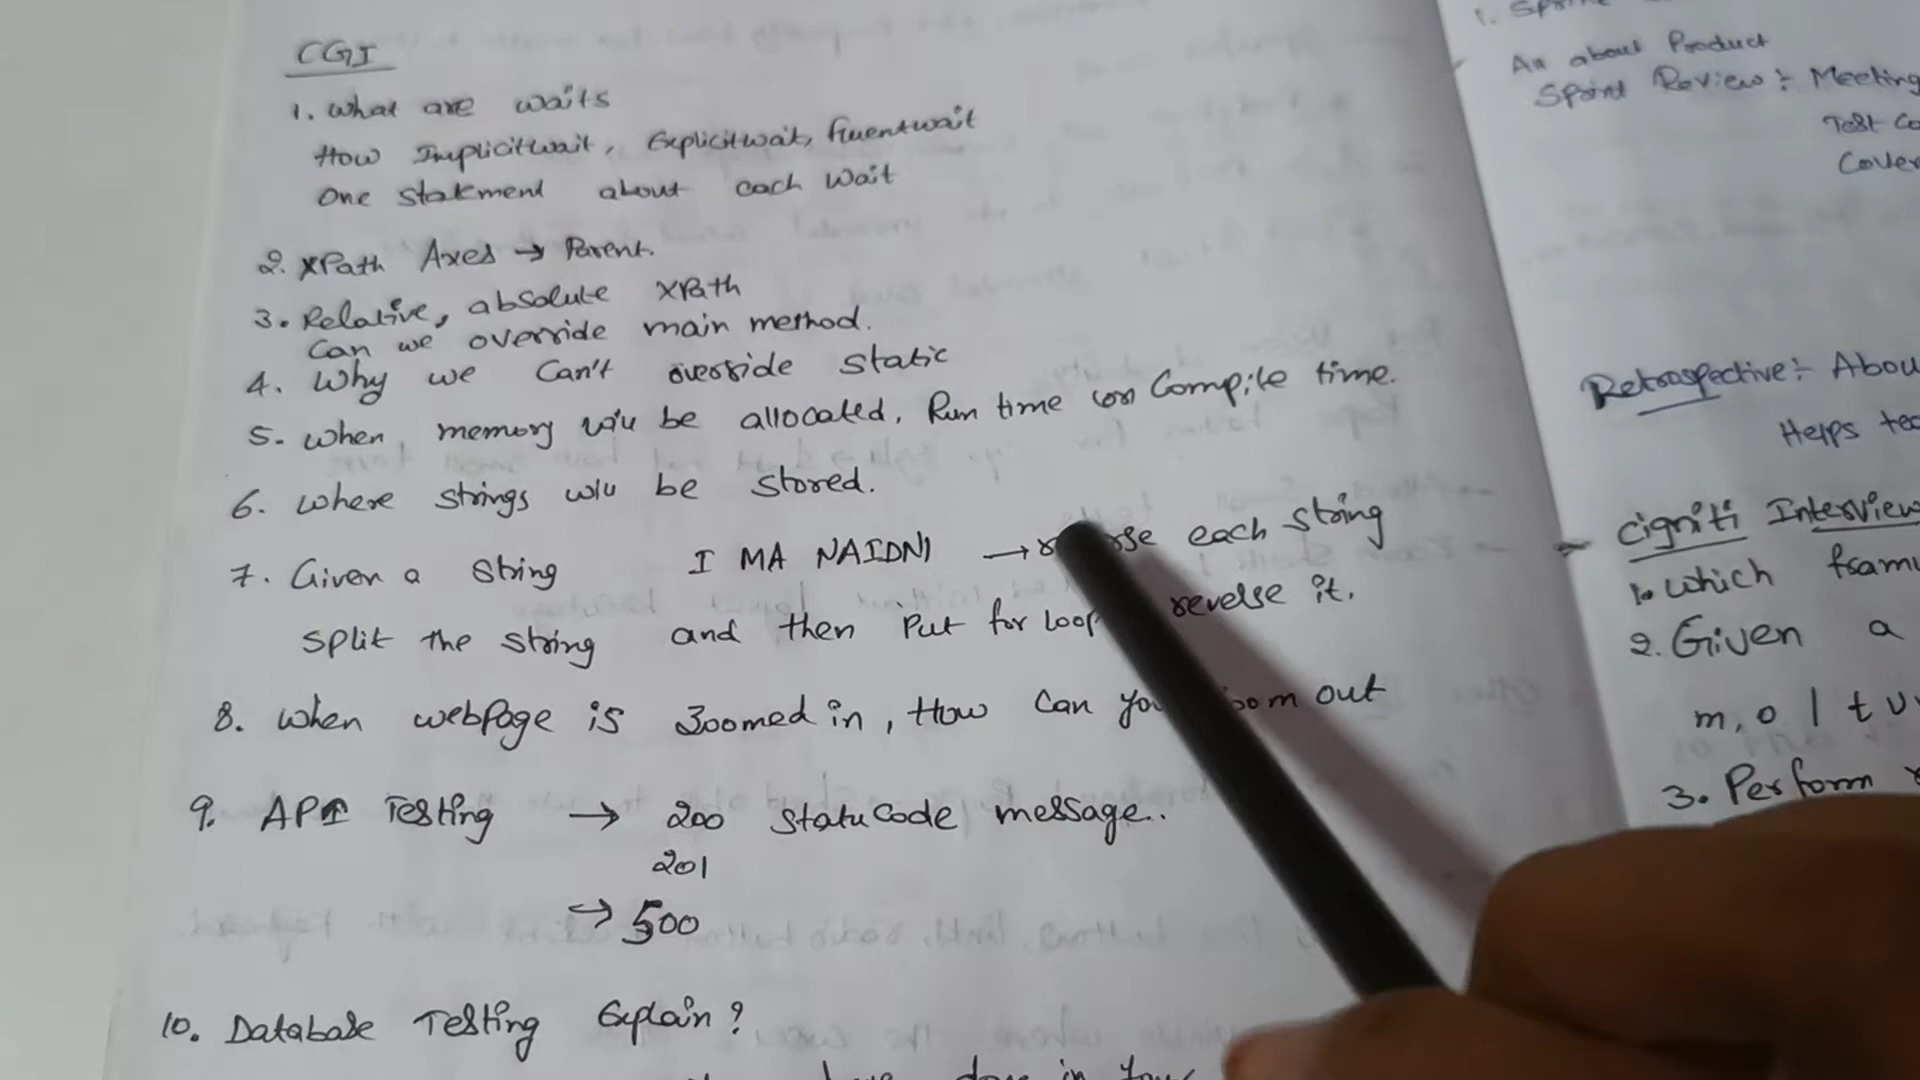 CGI
1. What are waits
How Implicitwait, Explicitwait, fluentwait
One statement about each wait
2. XPath Axes → Parent.
3. Relative, absolute XPath
Can we override main method.
4. Why we can't override static
5. When memory will be allocated, Run time (or) Compile time.
6. Where strings will be stored.
7. Given a string I MA NAIDNI → each string
Split the string and then Put for loop reverse it.
8. When webpage is zoomed in, How can out
9. API Testing → 200 Statu Code message..
201
→ 500
10. Database Testing Explain?
1.
An about Product
Sprint Review :- Meeting
Test
Retrospective:- Abou
Helps
Cigniti Interview
1. Which
2. Given a
m, o l t u
3. Perform